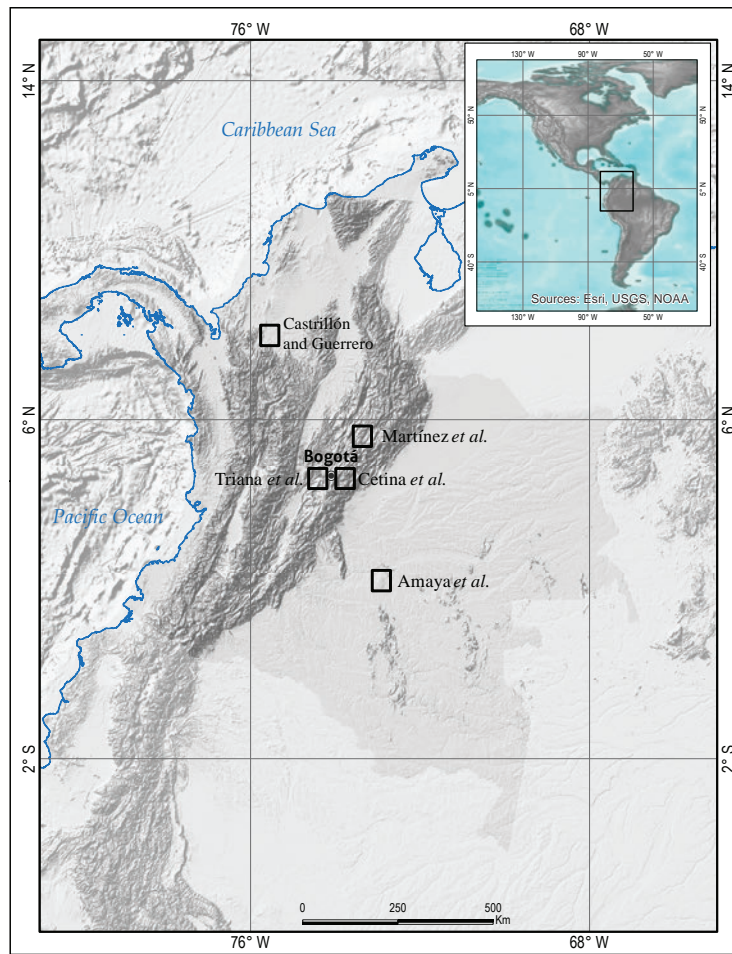 76° W
68° W
130° W
90° W
50° W
14° N
14° N
Caribbean Sea
50° N
50° N
5° N
5° N
40° S
40° S
Sources: Esri, USGS, NOAA
130° W
90° W
50° W
Castrillón
and Guerrero
6° N
6° N
Martínez et al.
Bogotá
Triana et al.
Cetina et al.
Pacific Ocean
Amaya et al.
2° S
2° S
0
250
500
Km
76° W
68° W